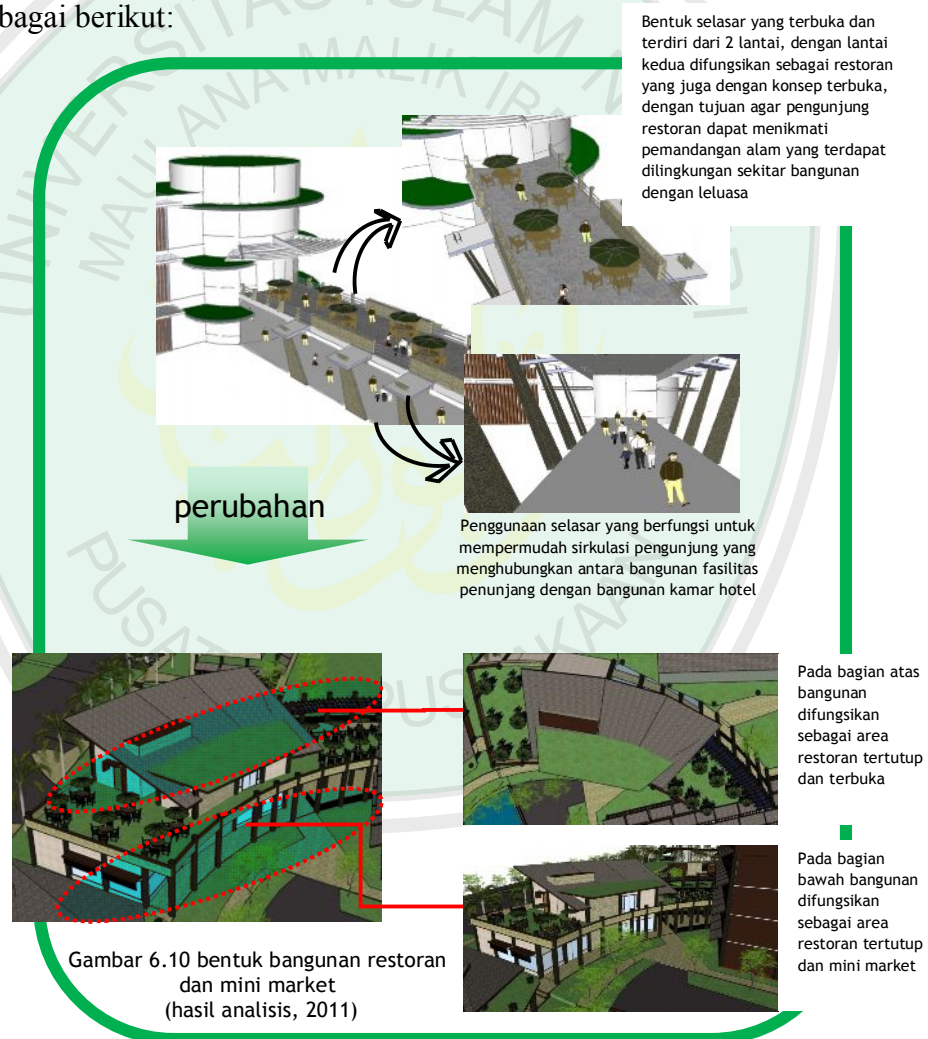 bagai berikut:
Bentuk selasar yang terbuka dan
terdiri dari 2 lantai, dengan lantai
kedua difungsikan sebagai restoran
yang juga dengan konsep terbuka,
dengan tujuan agar pengunjung
restoran dapat menikmati
pemandangan alam yang terdapat
dilingkungan sekitar bangunan
dengan leluasa
perubahan
Penggunaan selasar yang berfungsi untuk
mempermudah sirkulasi pengunjung yang
menghubungkan antara bangunan fasilitas
penunjang dengan bangunan kamar hotel
Pada bagian atas
bangunan
difungsikan
sebagai area
restoran tertutup
dan terbuka
Pada bagian
bawah bangunan
difungsikan
sebagai area
restoran tertutup
dan mini market
Gambar 6.10 bentuk bangunan restoran
dan mini market
(hasil analisis, 2011)